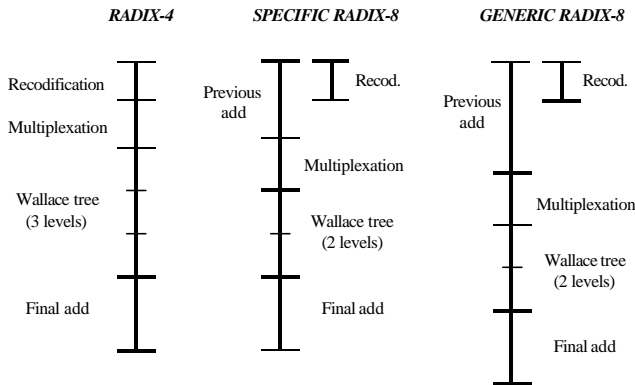 RADIX-4
Recodification
Multiplexation
Wallace tree
(3 levels)
Final add
SPECIFIC RADIX-8
Previous
add
Recod.
Multiplexation
Wallace tree
(2 levels)
Final add
GENERIC RADIX-8
Previous
add
Recod.
Multiplexation
Wallace tree
(2 levels)
Final add